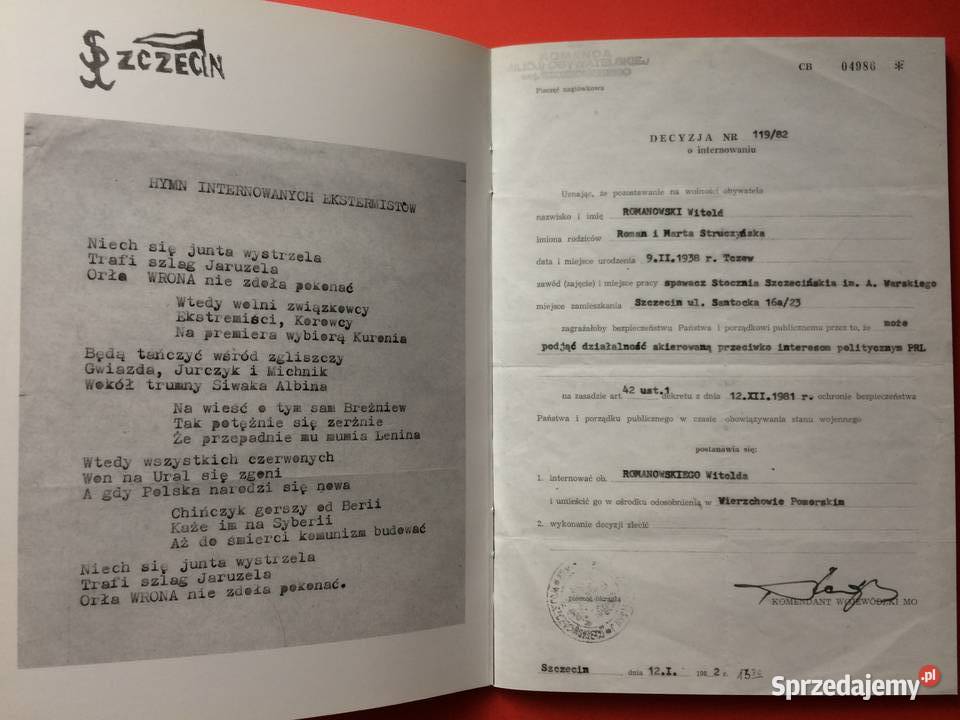 SZCZECIN
HYMN INTERNOWANYCH EKSTERMISTÓW
Niech się junta wystrzela
Trafi szlag Jaruzela
Orła WRONA nie zdoła pokonać
Wtedy wolni związkowcy
Ekstremiści, Korowcy
Na premiera wybiorą Kuronia
Będą tańczyć wśród zgliszczy
Gwiazda, Jurczyk i Michnik
Wokół trumny Siwaka Albina
Na wieść o tym sam Breżniew
Tak potężnie się zerżnie
Że przepadnie mu mumia Lenina
Wtedy wszystkich czerwonych
Won na Ural się zgoni
A gdy Polska narodzi się nowa
Chińczyk gorszy od Berii
Każe im na Syberii
Aż do śmierci komunizm budować
Niech się junta wystrzela
Trafi szlag Jaruzela
Orła WRONA nie zdoła pokonać.
CB 04986 *
Pieczęć nagłówkowa
DECYZJA NR 119/82
o internowaniu
Uznając, że pozostawanie na wolności obywatela
nazwisko i imię ROMANOWSKI Witold
imiona rodziców Roman i Marta Struczyńska
data i miejsce urodzenia 9.II.1938 r. Tczew
zawód (zajęcie) i miejsce pracy spawacz Stocznia Szczecińska im. A. Warskiego
miejsce zamieszkania Szczecin ul. Santocka 16a/23
zagrażałoby bezpieczeństwu Państwa i porządkowi publicznemu przez to, że może
podjąć działalność skierowaną przeciwko interesom politycznym PRL
na zasadzie art. 42 ust.1 dekretu z dnia 12.XII.1981 r. o ochronie bezpieczeństwa
Państwa i porządku publicznego w czasie obowiązywania stanu wojennego
postanawia się:
1. internować ob. ROMANOWSKIEGO Witolda
i umieścić go w ośrodku odosobnienia w Wierzchowie Pomorskim
2. wykonanie decyzji zlecić
pieczęć okrągła
KOMENDANT WOJEWÓDZKI MO
Szczecin dnia 12.I. 198 2 r.
Sprzedajemy.pl